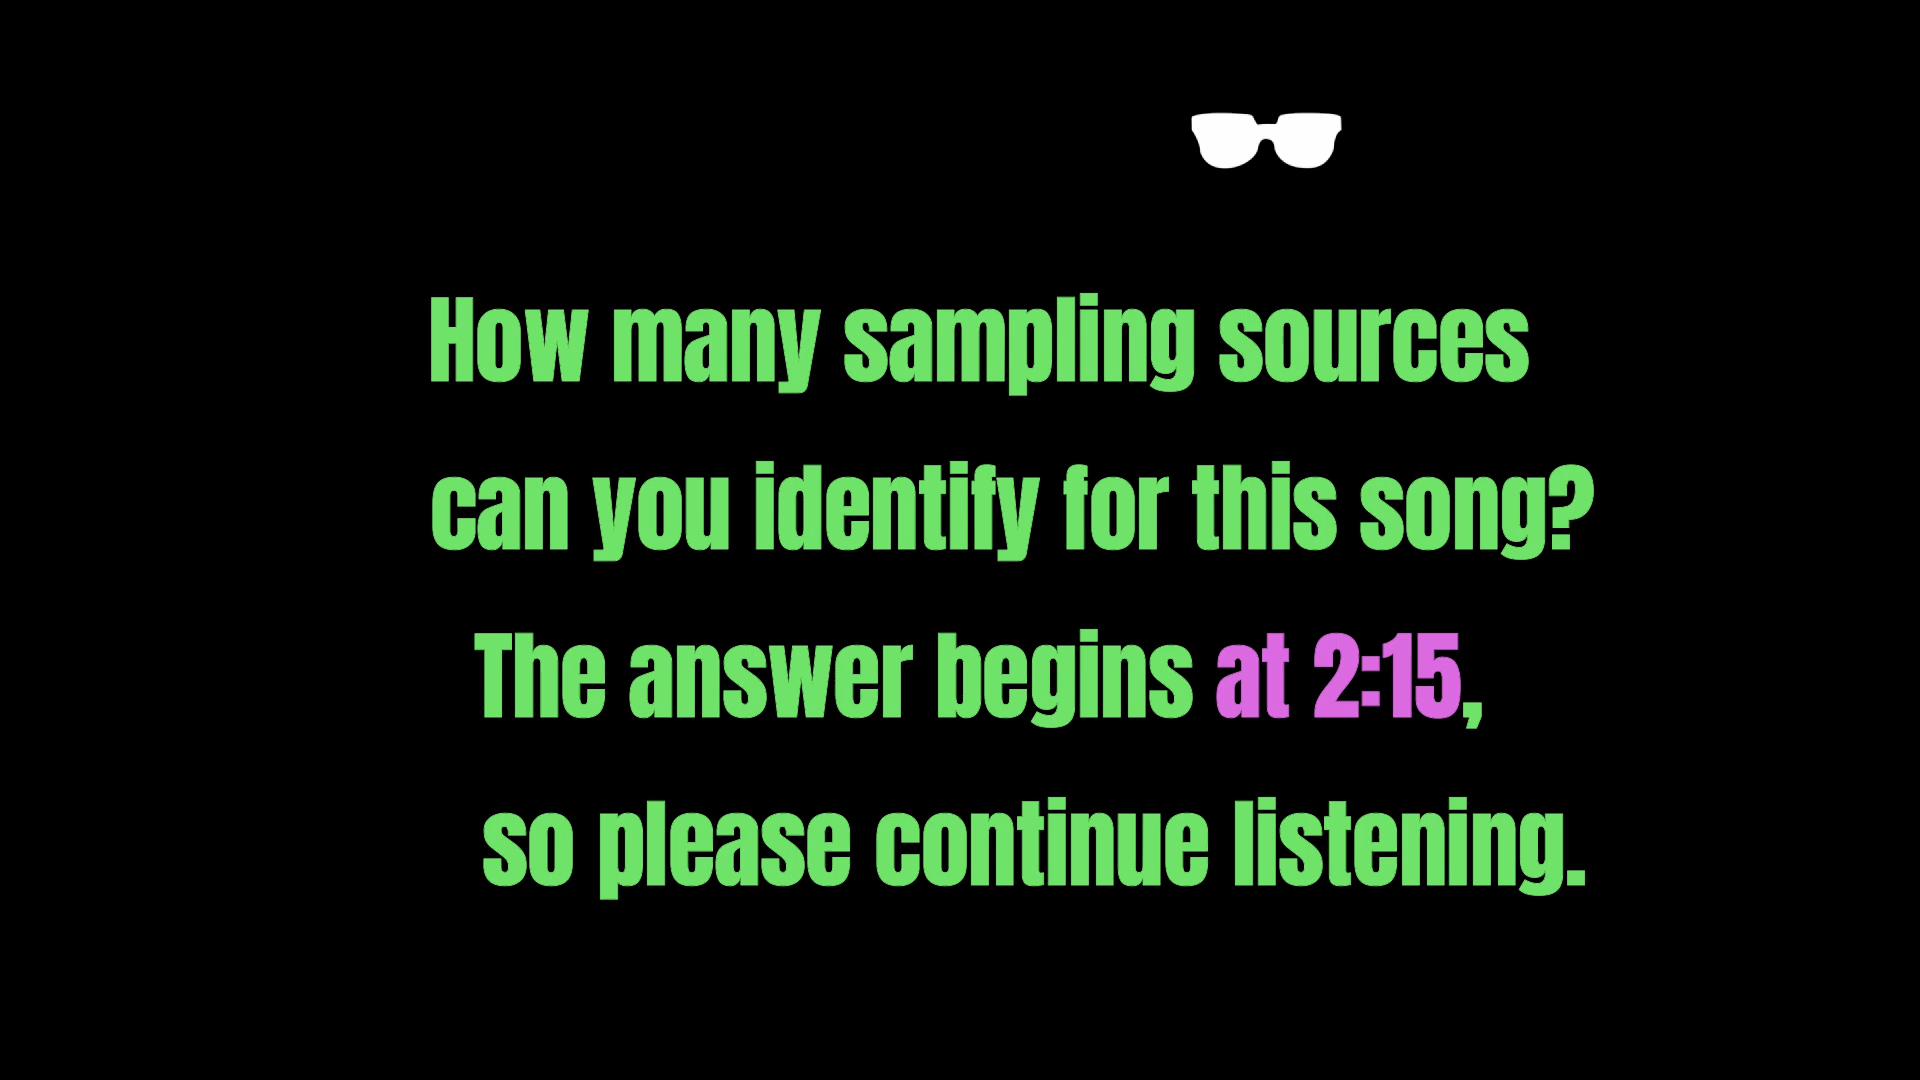 How many sampling sources
can you identify for this song?
The answer begins at 2:15,
so please continue listening.